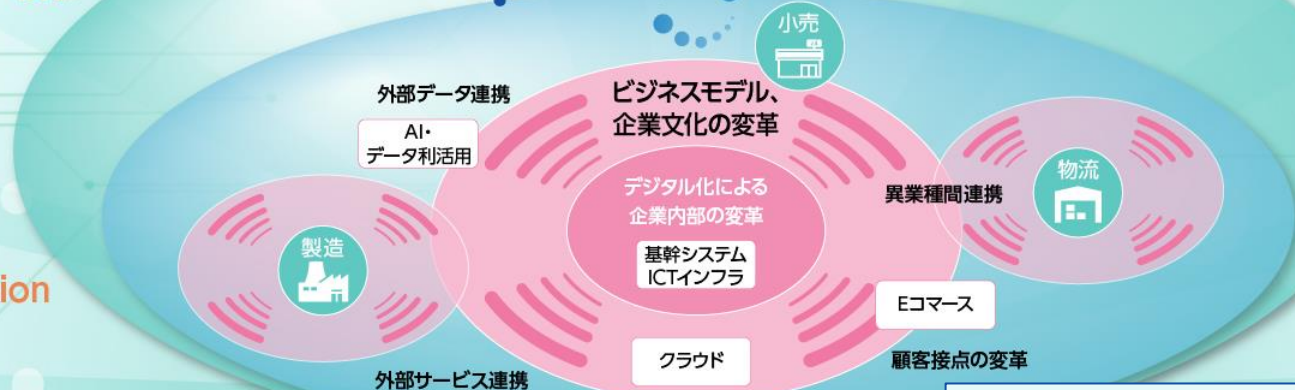 小売
外部データ連携
AI・
データ利活用
ビジネスモデル、
企業文化の変革
デジタル化による
企業内部の変革
基幹システム
ICTインフラ
異業種間連携
物流
製造
tion
Eコマース
クラウド
顧客接点の変革
外部サービス連携